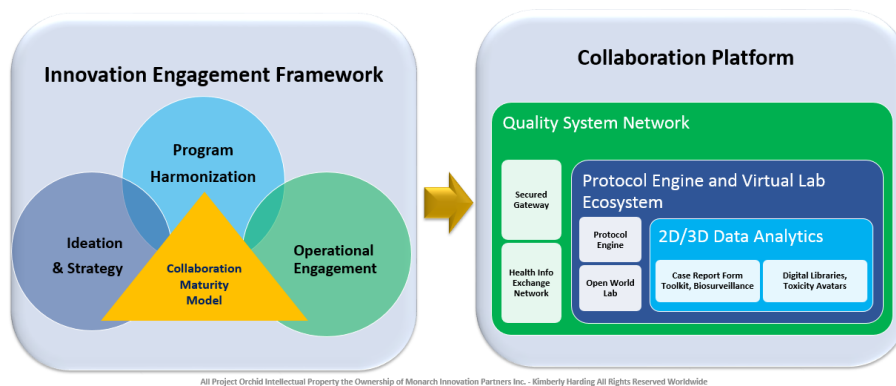 Innovation Engagement Framework
Program
Harmonization
Ideation
& Strategy
Operational
Engagement
Collaboration
Maturity
Model
Collaboration Platform
Quality System Network
Secured
Gateway
Health Info
Exchange
Network
Protocol Engine and Virtual Lab
Ecosystem
Protocol
Engine
Open World
Lab
2D/3D Data Analytics
Case Report Form
Toolkit, Biosurveillance
Digital Libraries,
Toxicity Avatars
All Project Orchid Intellectual Property the Ownership of Monarch Innovation Partners Inc. - Kimberly Harding All Rights Reserved Worldwide